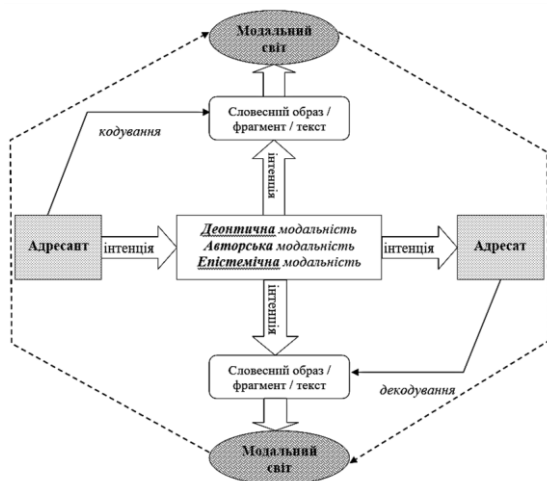 Модальний
світ
Словесний образ /
фрагмент / текст
кодування
інтенція
Адресант
інтенція
Деонтична модальність
Авторська модальність
Епістемічна модальність
інтенція
Адресат
інтенція
Словесний образ /
фрагмент / текст
декодування
Модальний
світ